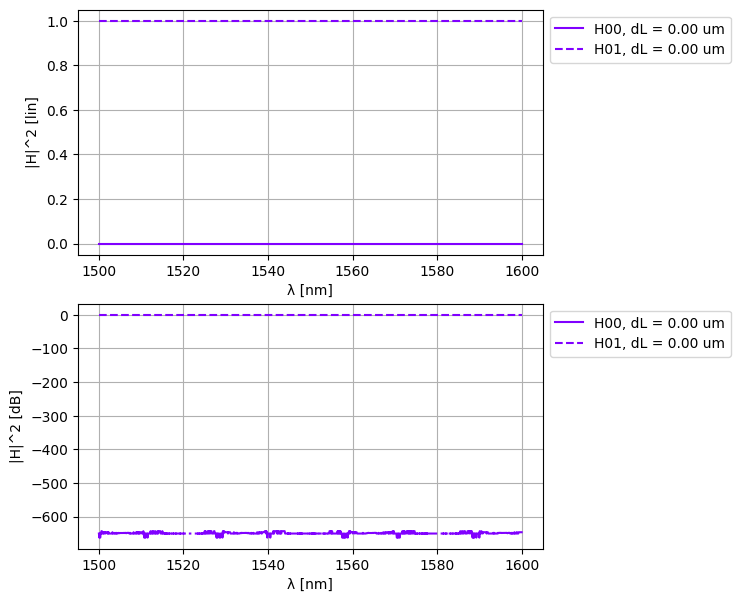 1.0
0.8
0.6
0.4
0.2
0.0
|H|^2 [lin]
1500 1520 1540 1560 1580 1600
λ [nm]
H00, dL = 0.00 um
H01, dL = 0.00 um
0
−100
−200
−300
−400
−500
−600
|H|^2 [dB]
1500 1520 1540 1560 1580 1600
λ [nm]
H00, dL = 0.00 um
H01, dL = 0.00 um